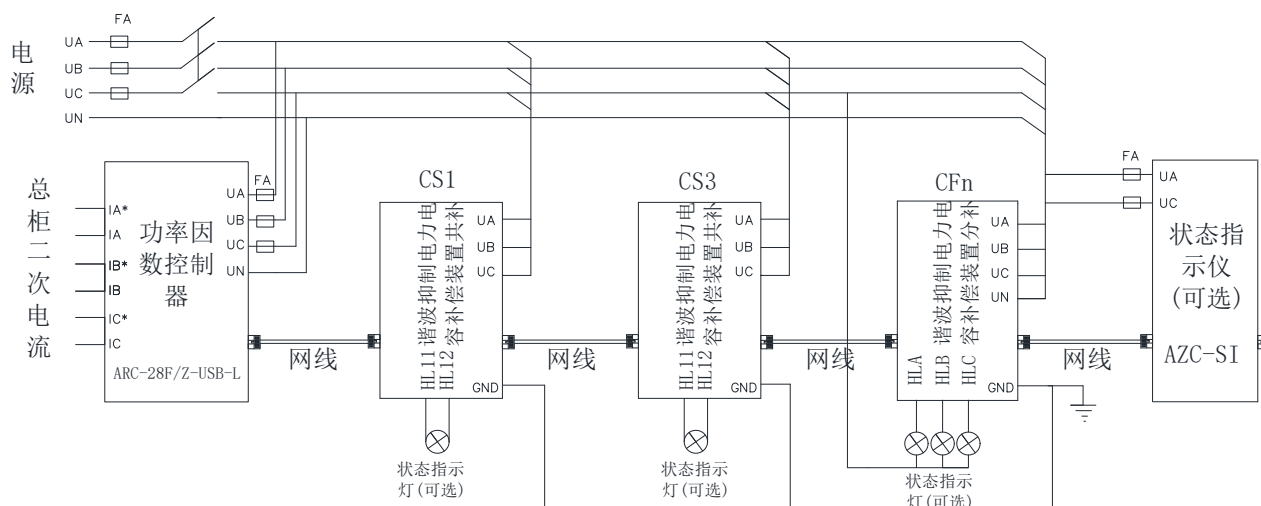 电源
FA
UA
UB
UC
UN
总柜二次电流
IA*
IA
IB*
IB
IC*
IC
功率因
数控制
器
ARC-28F/Z-USB-L
FA
UA
UB
UC
UN
网线
CS1
谐波抑制电力电
容补偿装置共补
UA
UB
UC
HL11
HL12
GND
状态指示
灯(可选)
网线
CS3
谐波抑制电力电
容补偿装置共补
UA
UB
UC
HL11
HL12
GND
状态指示
灯(可选)
网线
CFn
谐波抑制电力电
容补偿装置分补
UA
UB
UC
UN
HLA
HLB
HLC
GND
状态指示
灯(可选)
网线
FA
UA
UC
状态指
示仪
(可选)
AZC-SI